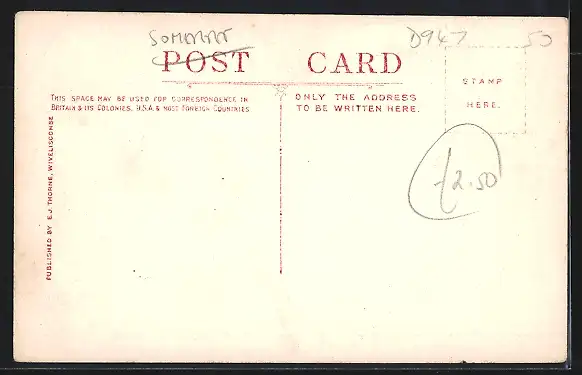 SOMERSET
D947
50
POST CARD
STAMP
HERE.
THIS SPACE MAY BE USED FOR CORRESPONDENCE IN
BRITAIN & ITS COLONIES, U.S.A. & MOST FOREIGN COUNTRIES
ONLY THE ADDRESS
TO BE WRITTEN HERE.
£2.50
PUBLISHED BY E.J. THORNE, WIVELISCOMBE